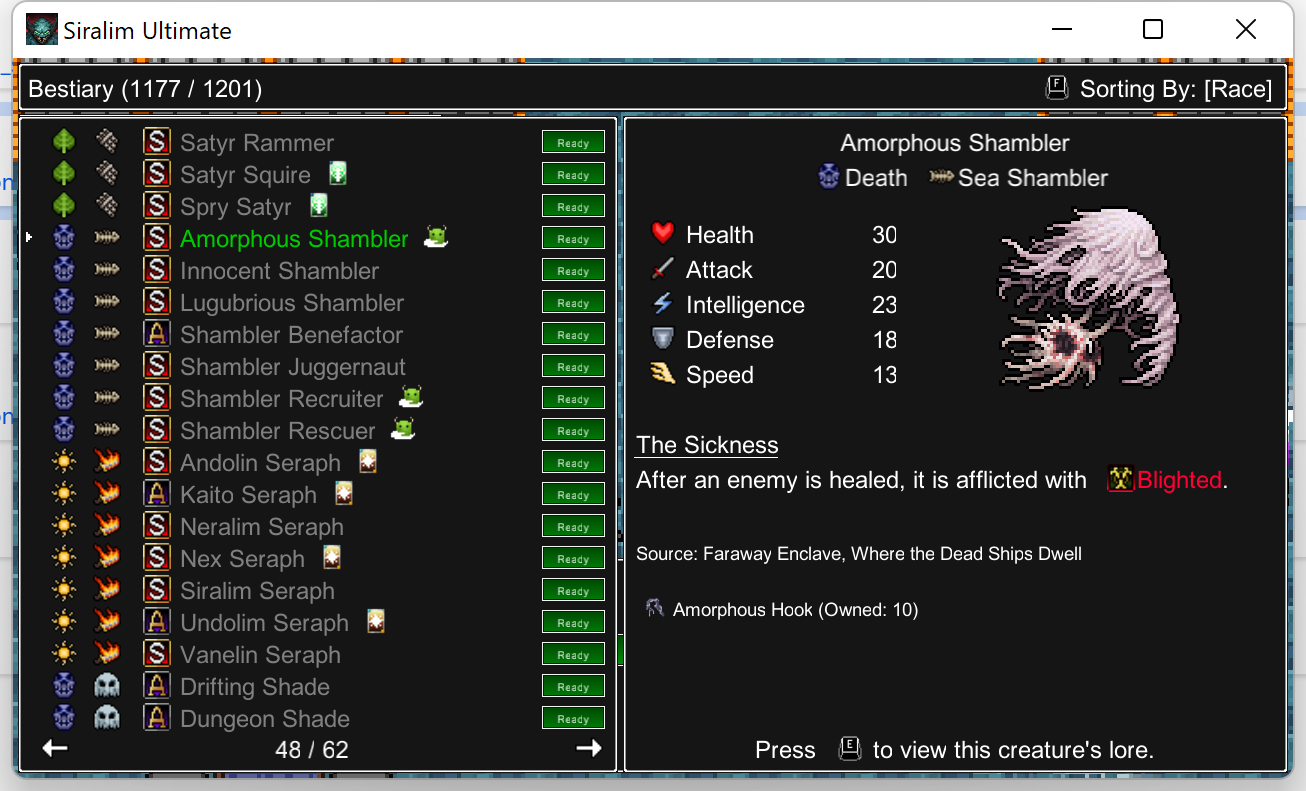 Siralim Ultimate
Bestiary (1177 / 1201)
F Sorting By: [Race]
S Satyr Rammer Ready
S Satyr Squire Ready
S Spry Satyr Ready
S Amorphous Shambler Ready
S Innocent Shambler Ready
S Lugubrious Shambler Ready
A Shambler Benefactor Ready
S Shambler Juggernaut Ready
S Shambler Recruiter Ready
S Shambler Rescuer Ready
S Andolin Seraph Ready
A Kaito Seraph Ready
S Neralim Seraph Ready
S Nex Seraph Ready
S Siralim Seraph Ready
A Undolim Seraph Ready
S Vanelin Seraph Ready
A Drifting Shade Ready
A Dungeon Shade Ready
48 / 62
Amorphous Shambler
Death Sea Shambler
Health 30
Attack 20
Intelligence 23
Defense 18
Speed 13
The Sickness
After an enemy is healed, it is afflicted with Blighted.
Source: Faraway Enclave, Where the Dead Ships Dwell
Amorphous Hook (Owned: 10)
Press E to view this creature's lore.